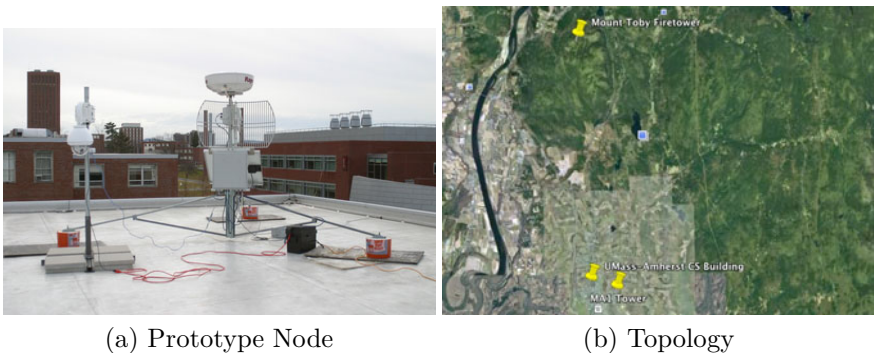 Mount Toby Firetower
UMass-Amherst CS Building
MA1 Tower
(a) Prototype Node
(b) Topology